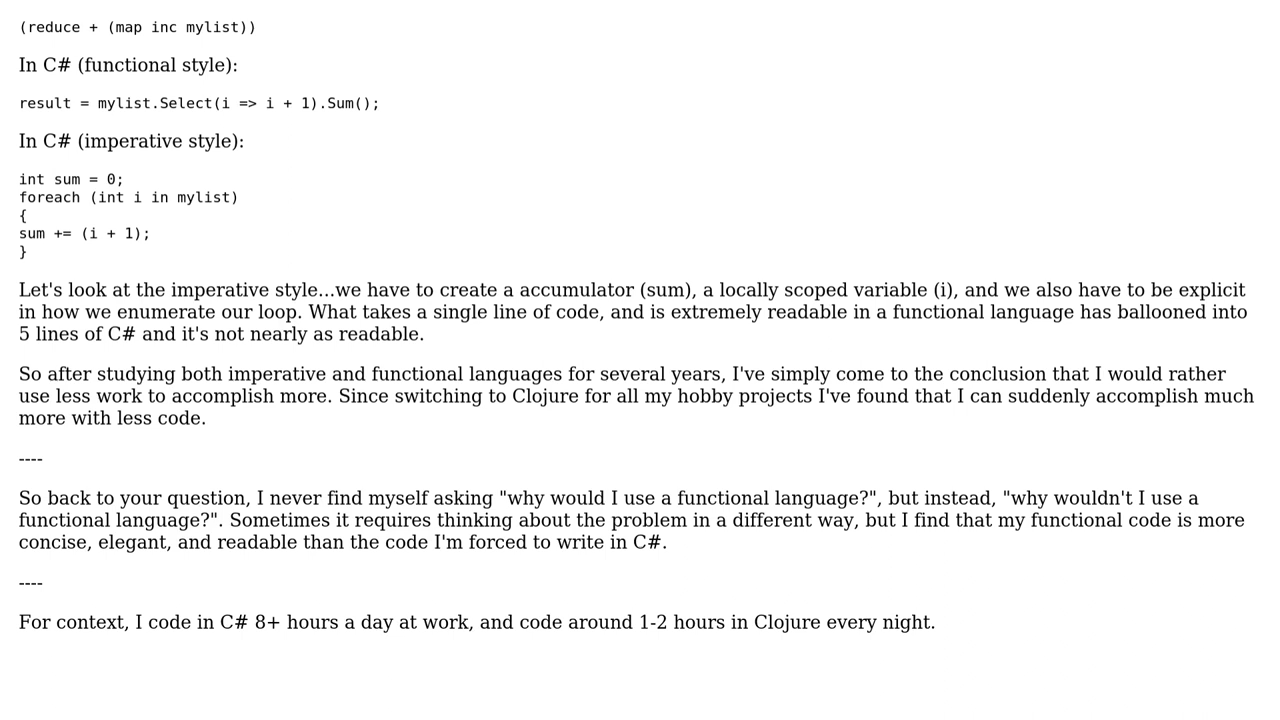 (reduce + (map inc mylist))
In C# (functional style):
result = mylist.Select(i => i + 1).Sum();
In C# (imperative style):
int sum = 0;
foreach (int i in mylist)
{
sum += (i + 1);
}
Let's look at the imperative style...we have to create a accumulator (sum), a locally scoped variable (i), and we also have to be explicit
in how we enumerate our loop. What takes a single line of code, and is extremely readable in a functional language has ballooned into
5 lines of C# and it's not nearly as readable.
So after studying both imperative and functional languages for several years, I've simply come to the conclusion that I would rather
use less work to accomplish more. Since switching to Clojure for all my hobby projects I've found that I can suddenly accomplish much
more with less code.
----
So back to your question, I never find myself asking "why would I use a functional language?", but instead, "why wouldn't I use a
functional language?". Sometimes it requires thinking about the problem in a different way, but I find that my functional code is more
concise, elegant, and readable than the code I'm forced to write in C#.
----
For context, I code in C# 8+ hours a day at work, and code around 1-2 hours in Clojure every night.